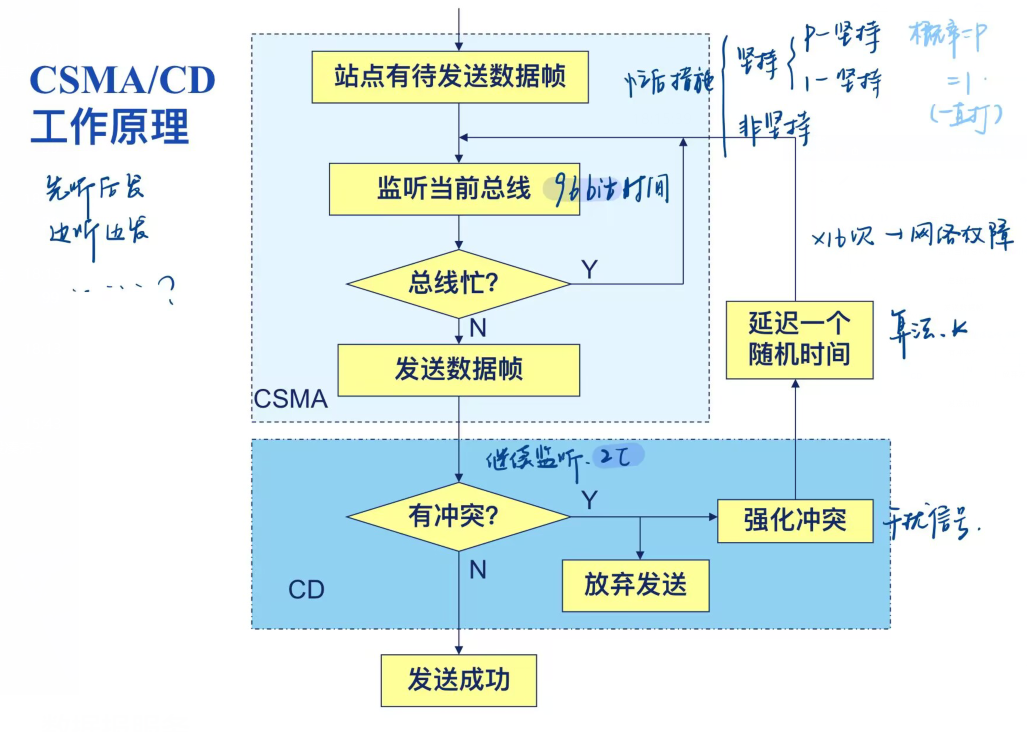 CSMA/CD
工作原理
先听后发
边听边发
……?
站点有待发送数据帧
监听当前总线
96bit时间
总线忙?
Y
N
发送数据帧
CSMA
忙后措施
坚持
P-坚持
1-坚持
非坚持
概率=P
=1.
(一直打)
×16次→网络权障
延迟一个
随机时间
算法.K
继续监听.2τ
有冲突?
Y
N
强化冲突
干扰信号.
放弃发送
CD
发送成功